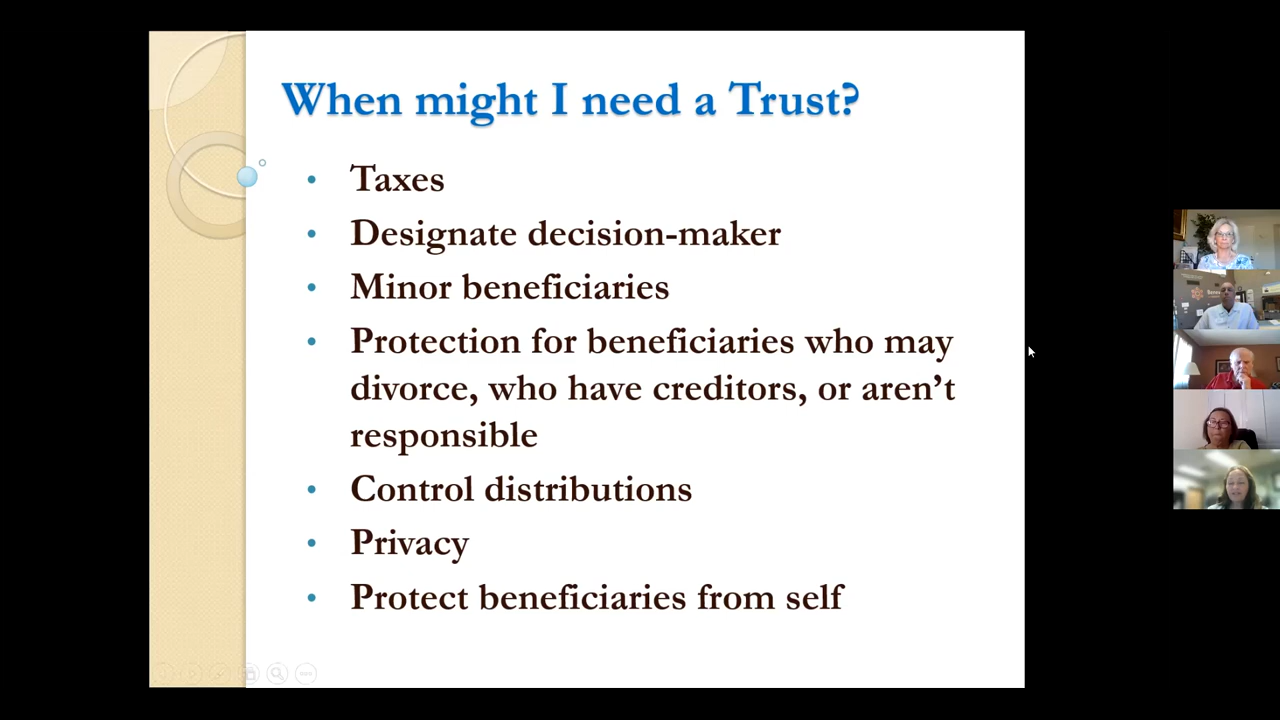 When might I need a Trust?
• Taxes
• Designate decision-maker
• Minor beneficiaries
• Protection for beneficiaries who may
divorce, who have creditors, or aren’t
responsible
• Control distributions
• Privacy
• Protect beneficiaries from self